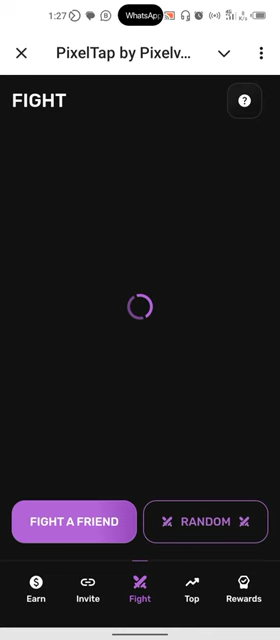 1:27 WhatsApp
PixelTap by Pixelv...
FIGHT
?
FIGHT A FRIEND
RANDOM
Earn
Invite
Fight
Top
Rewards